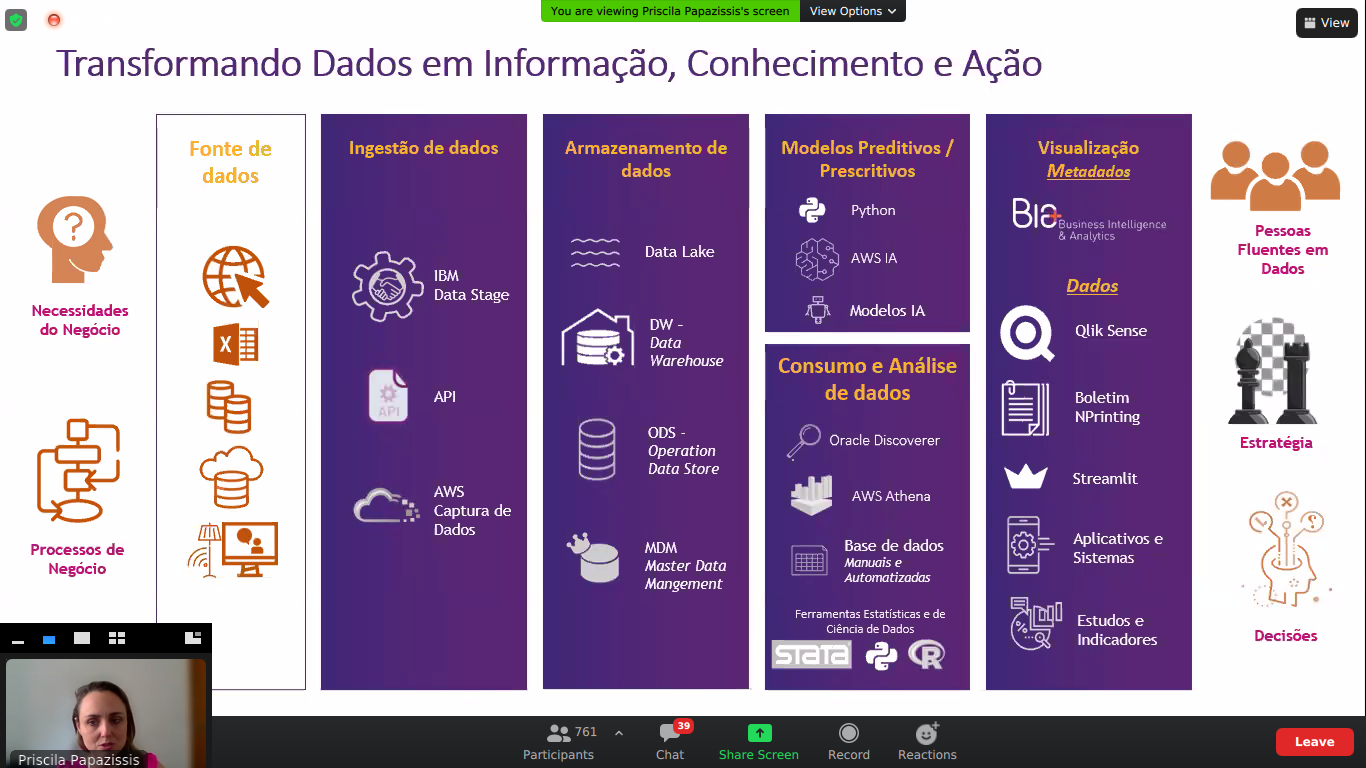 You are viewing Priscila Papazissis's screen
View Options
View
Transformando Dados em Informação, Conhecimento e Ação
Necessidades
do Negócio
Processos de
Negócio
Fonte de
dados
Ingestão de dados
IBM
Data Stage
API
API
AWS
Captura de
Dados
Armazenamento de
dados
Data Lake
DW –
Data
Warehouse
ODS -
Operation
Data Store
MDM
Master Data
Mangement
Modelos Preditivos /
Prescritivos
Python
AWS IA
Modelos IA
Consumo e Análise
de dados
Oracle Discoverer
AWS Athena
Base de dados
Manuais e
Automatizadas
Ferramentas Estatísticas e de
Ciência de Dados
STATA
R
Visualização
Metadados
BIa+
Business Intelligence
& Analytics
Dados
Qlik Sense
Boletim
NPrinting
Streamlit
Aplicativos e
Sistemas
Estudos e
Indicadores
Pessoas
Fluentes em
Dados
Estratégia
Decisões
Priscila Papazissis
761
Participants
39
Chat
Share Screen
Record
Reactions
Leave